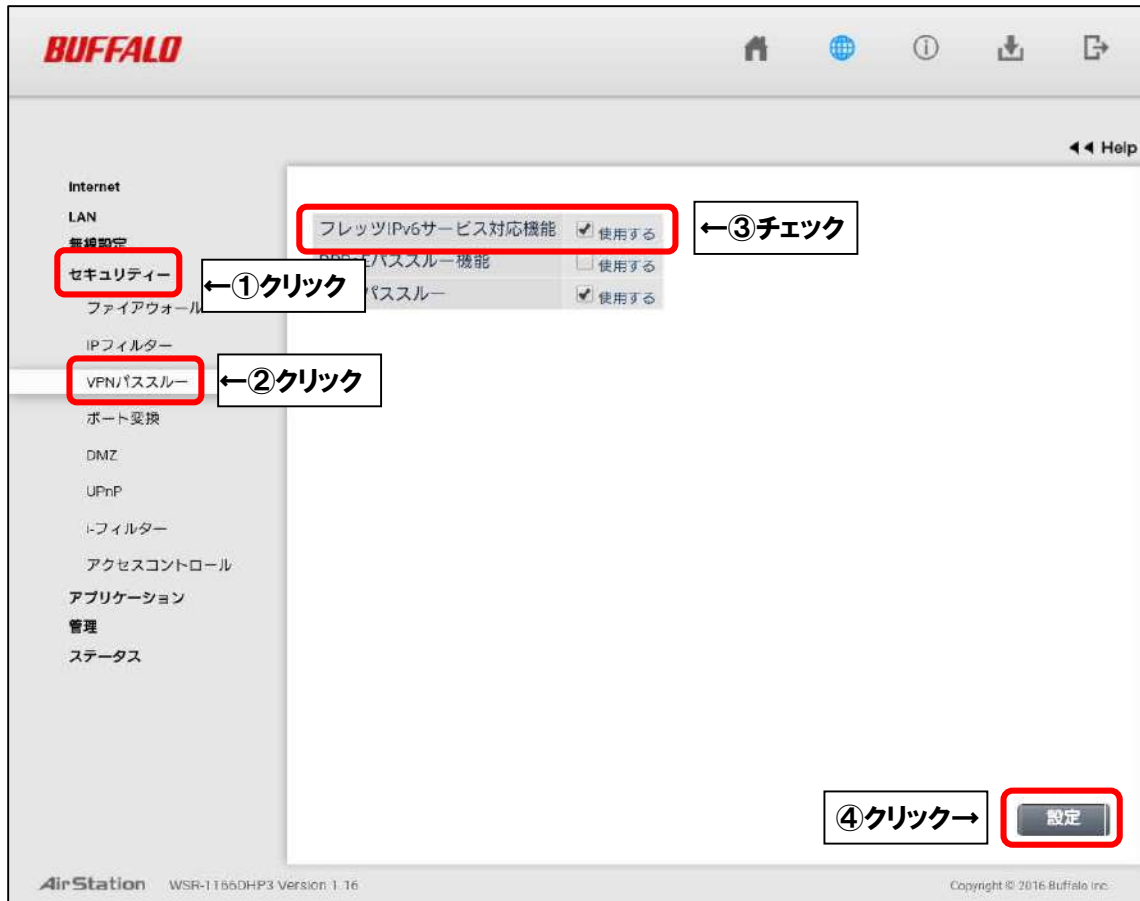 BUFFALO
◀◀ Help
Internet
LAN
無線設定
セキュリティー
←①クリック
ファイアウォール
IPフィルター
VPNパススルー
←②クリック
ポート変換
DMZ
UPnP
i-フィルター
アクセスコントロール
アプリケーション
管理
ステータス
フレッツIPv6サービス対応機能 使用する
←③チェック
パススルー機能 使用する
パススルー 使用する
④クリック→
設定
AirStation WSR-1166DHP3 Version 1.16
Copyright © 2016 Buffalo Inc.